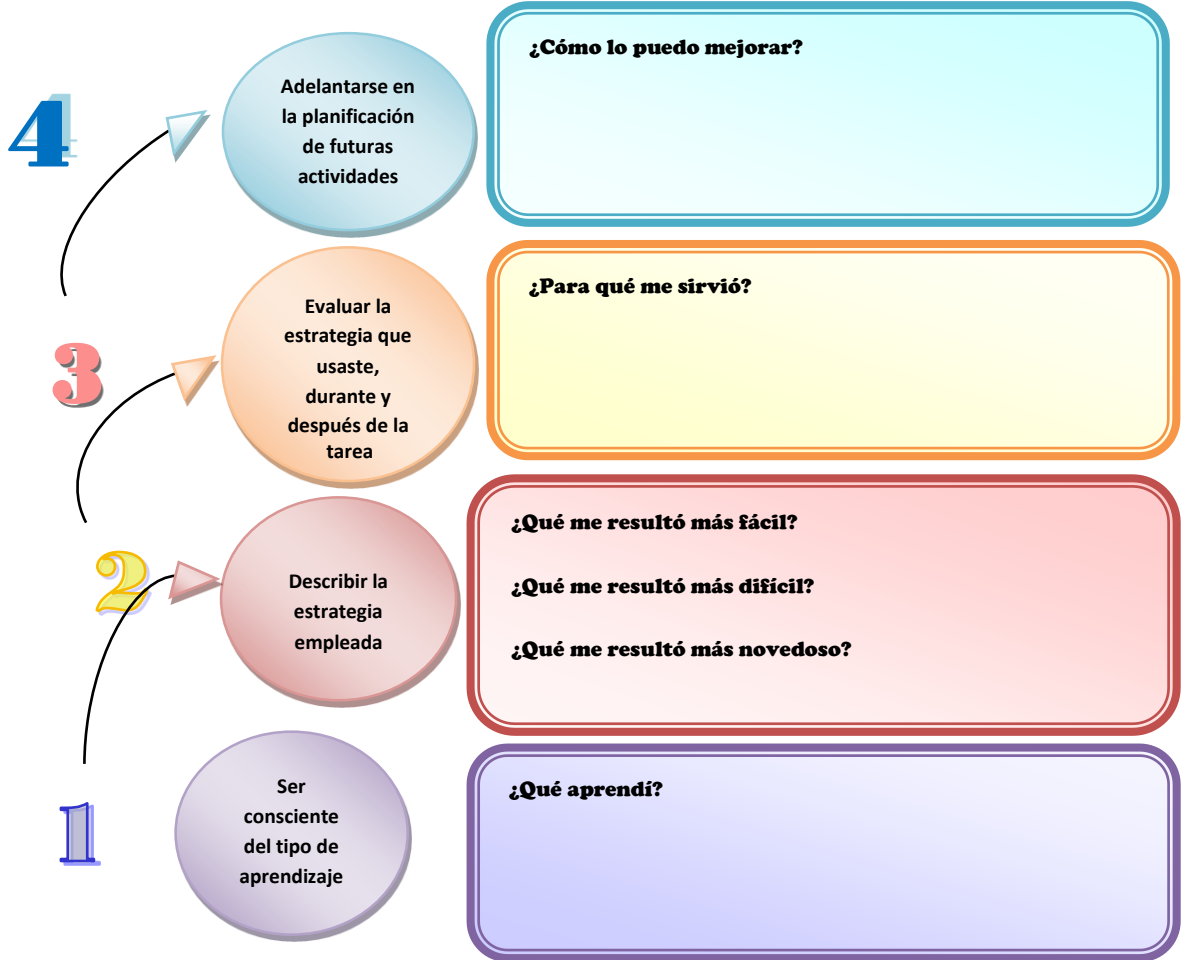 4
Adelantarse en
la planificación
de futuras
actividades
¿Cómo lo puedo mejorar?
3
Evaluar la
estrategia que
usaste,
durante y
después de la
tarea
¿Para qué me sirvió?
2
Describir la
estrategia
empleada
¿Qué me resultó más fácil?
¿Qué me resultó más difícil?
¿Qué me resultó más novedoso?
1
Ser
consciente
del tipo de
aprendizaje
¿Qué aprendí?